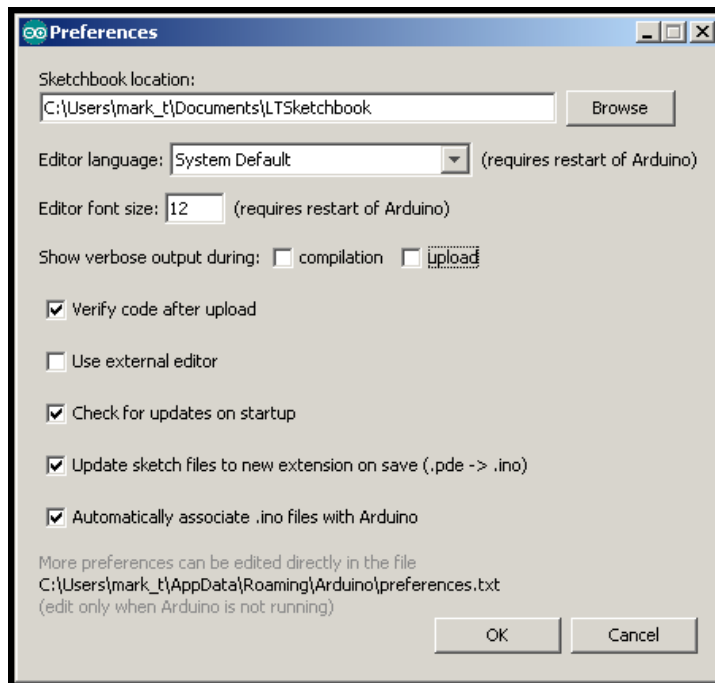 Preferences
Sketchbook location:
C:\Users\mark_t\Documents\LTSketchbook Browse
Editor language: System Default (requires restart of Arduino)
Editor font size: 12 (requires restart of Arduino)
Show verbose output during: compilation upload
Verify code after upload
Use external editor
Check for updates on startup
Update sketch files to new extension on save (.pde -> .ino)
Automatically associate .ino files with Arduino
More preferences can be edited directly in the file
C:\Users\mark_t\AppData\Roaming\Arduino\preferences.txt
(edit only when Arduino is not running)
OK Cancel